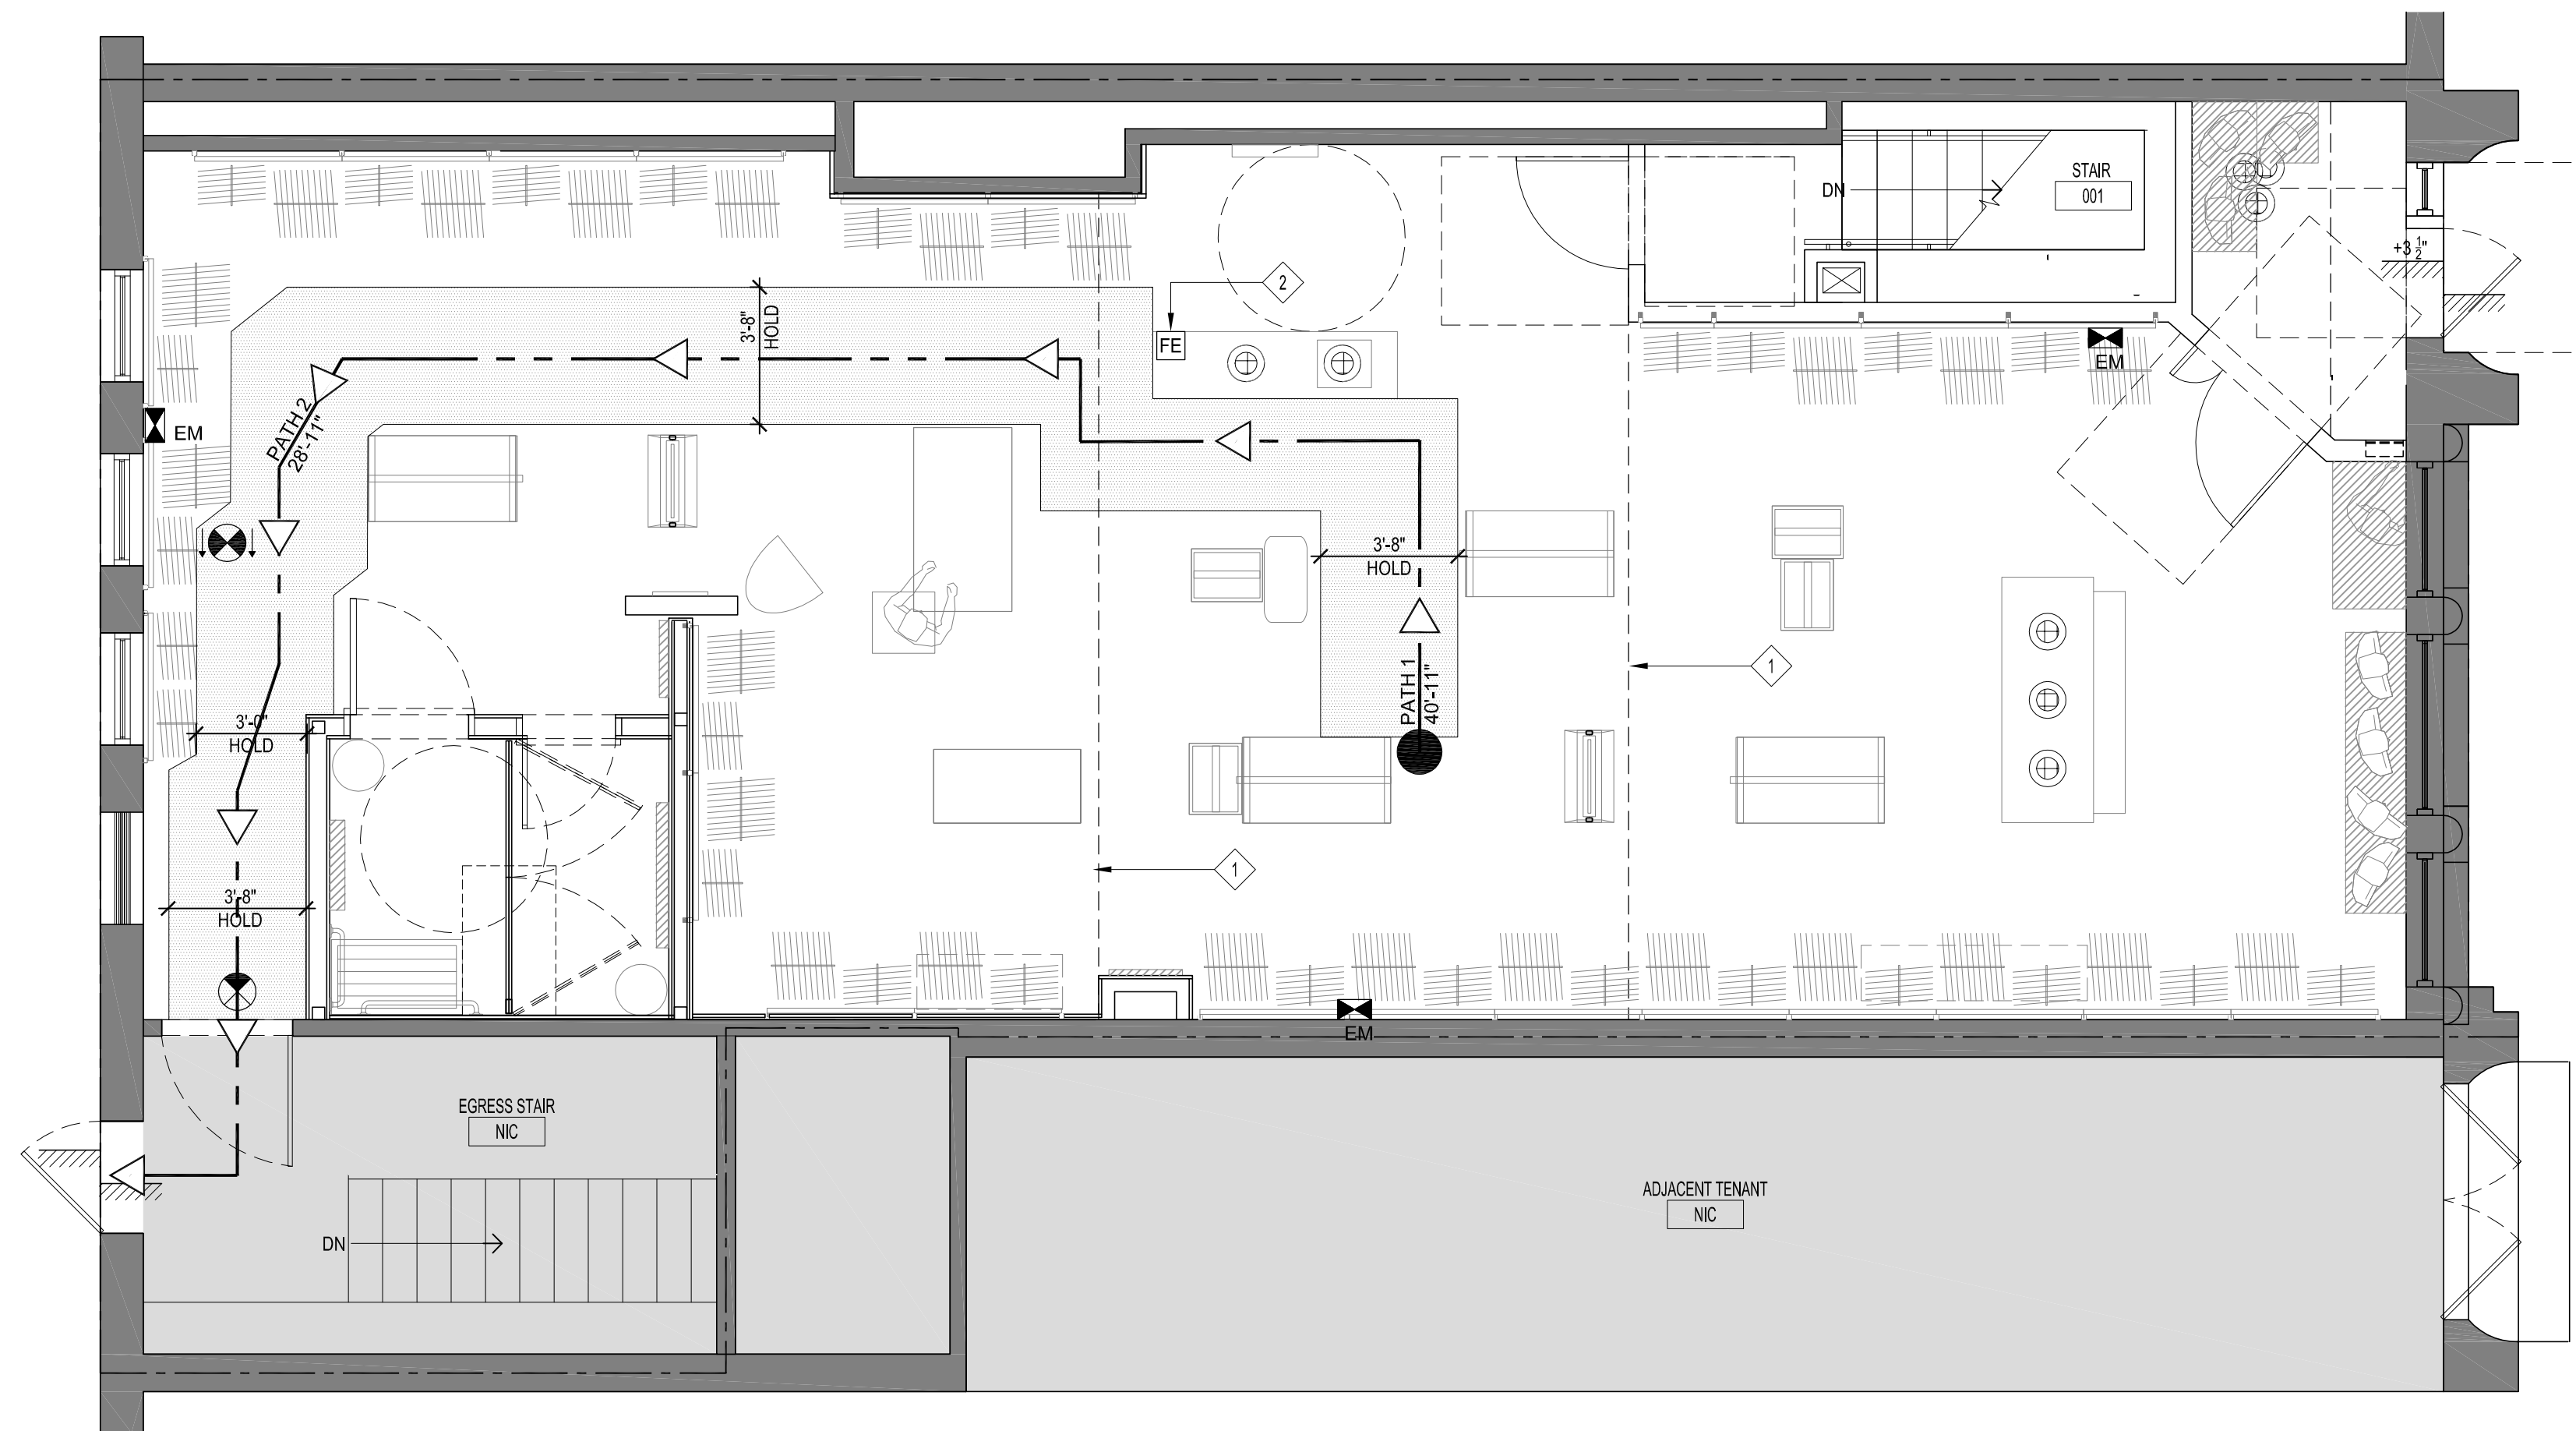 STAIR
DN
001
+3 1/2"
2
3'-8"
HOLD
FE
EM
PATH 2
28'-11"
EM
3'-8"
HOLD
1
PATH 1
40'-11"
3'-0"
HOLD
1
3'-8"
HOLD
EM
EGRESS STAIR
NIC
DN
ADJACENT TENANT
NIC